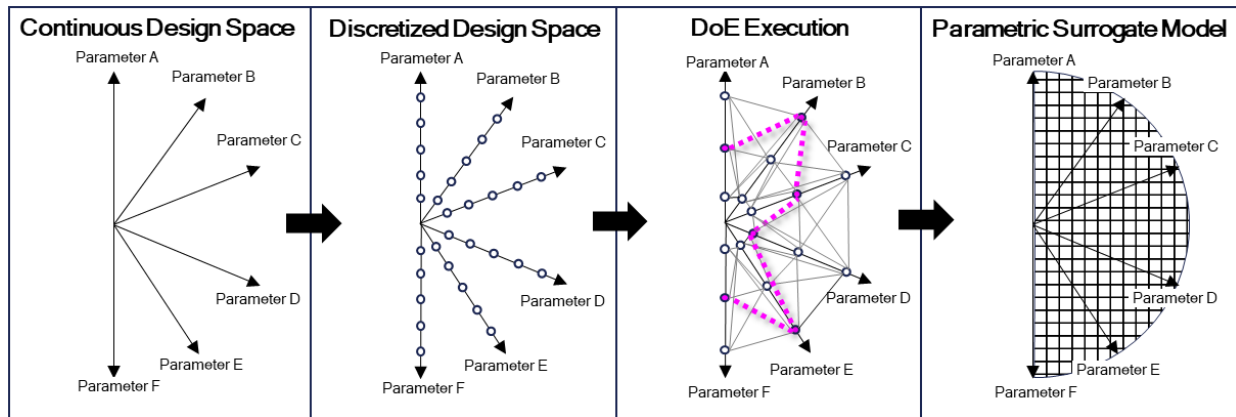 Continuous Design Space
Parameter A
Parameter B
Parameter C
Parameter D
Parameter E
Parameter F
Discretized Design Space
Parameter A
Parameter B
Parameter C
Parameter D
Parameter E
Parameter F
DoE Execution
Parameter A
Parameter B
Parameter C
Parameter D
Parameter E
Parameter F
Parametric Surrogate Model
Parameter A
Parameter B
Parameter C
Parameter D
Parameter E
Parameter F